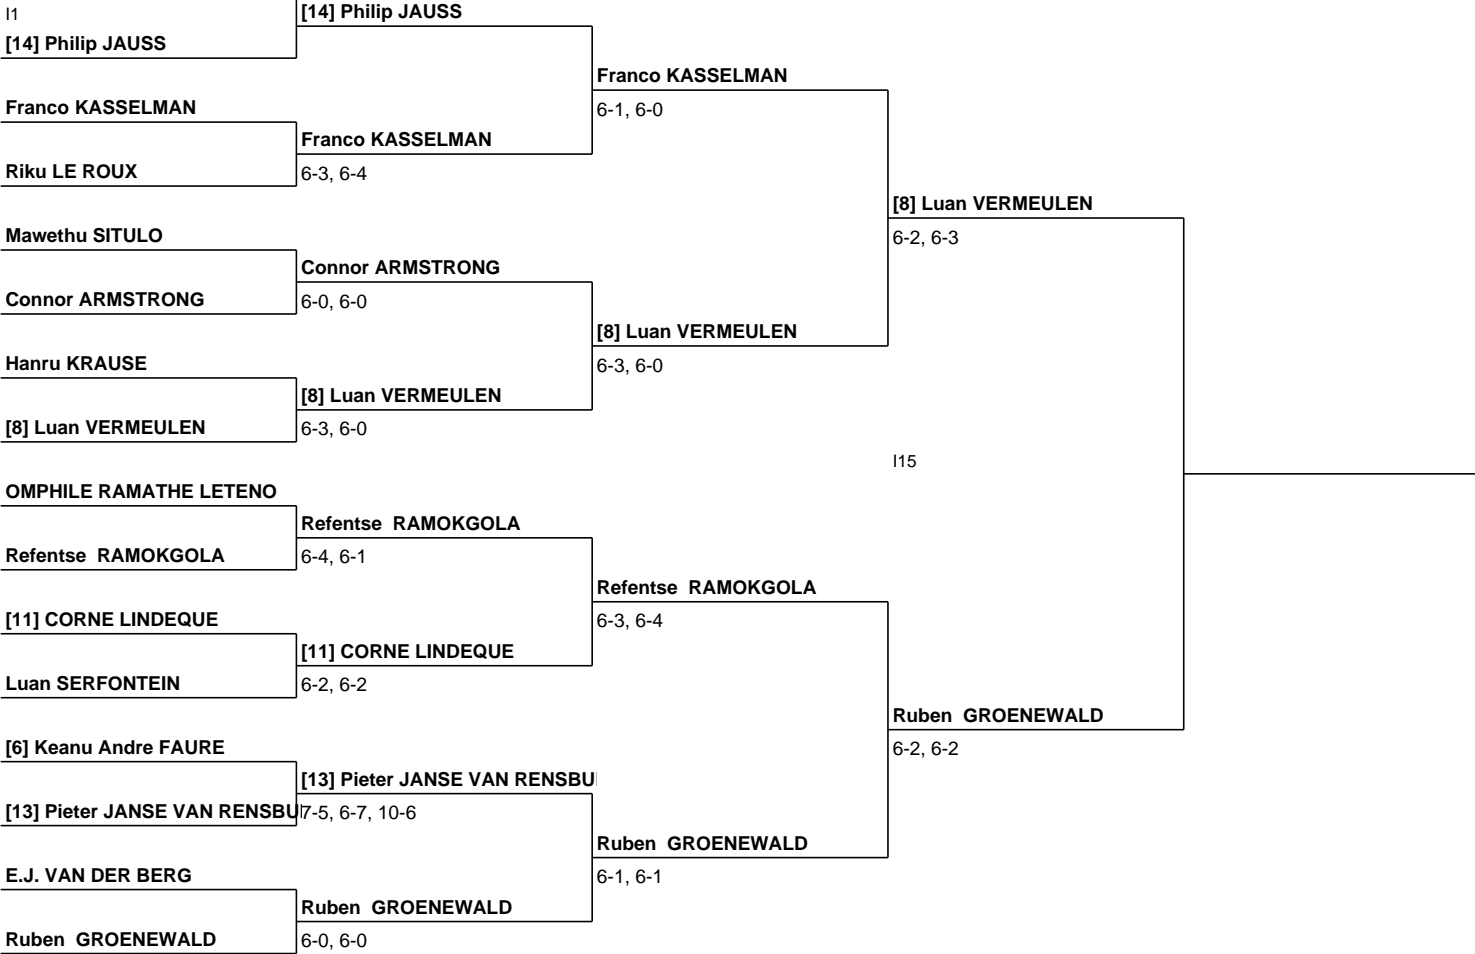 I1
[14] Philip JAUSS
[14] Philip JAUSS
Franco KASSELMAN
6-1, 6-0
Franco KASSELMAN
Franco KASSELMAN
6-3, 6-4
Riku LE ROUX
[8] Luan VERMEULEN
6-2, 6-3
Mawethu SITULO
Connor ARMSTRONG
6-0, 6-0
Connor ARMSTRONG
[8] Luan VERMEULEN
6-3, 6-0
Hanru KRAUSE
[8] Luan VERMEULEN
6-3, 6-0
[8] Luan VERMEULEN
I15
OMPHILE RAMATHE LETENO
Refentse RAMOKGOLA
6-4, 6-1
Refentse RAMOKGOLA
Refentse RAMOKGOLA
6-3, 6-4
[11] CORNE LINDEQUE
[11] CORNE LINDEQUE
6-2, 6-2
Luan SERFONTEIN
Ruben GROENEWALD
6-2, 6-2
[6] Keanu Andre FAURE
[13] Pieter JANSE VAN RENSBU
7-5, 6-7, 10-6
[13] Pieter JANSE VAN RENSBU
Ruben GROENEWALD
6-1, 6-1
E.J. VAN DER BERG
Ruben GROENEWALD
6-0, 6-0
Ruben GROENEWALD